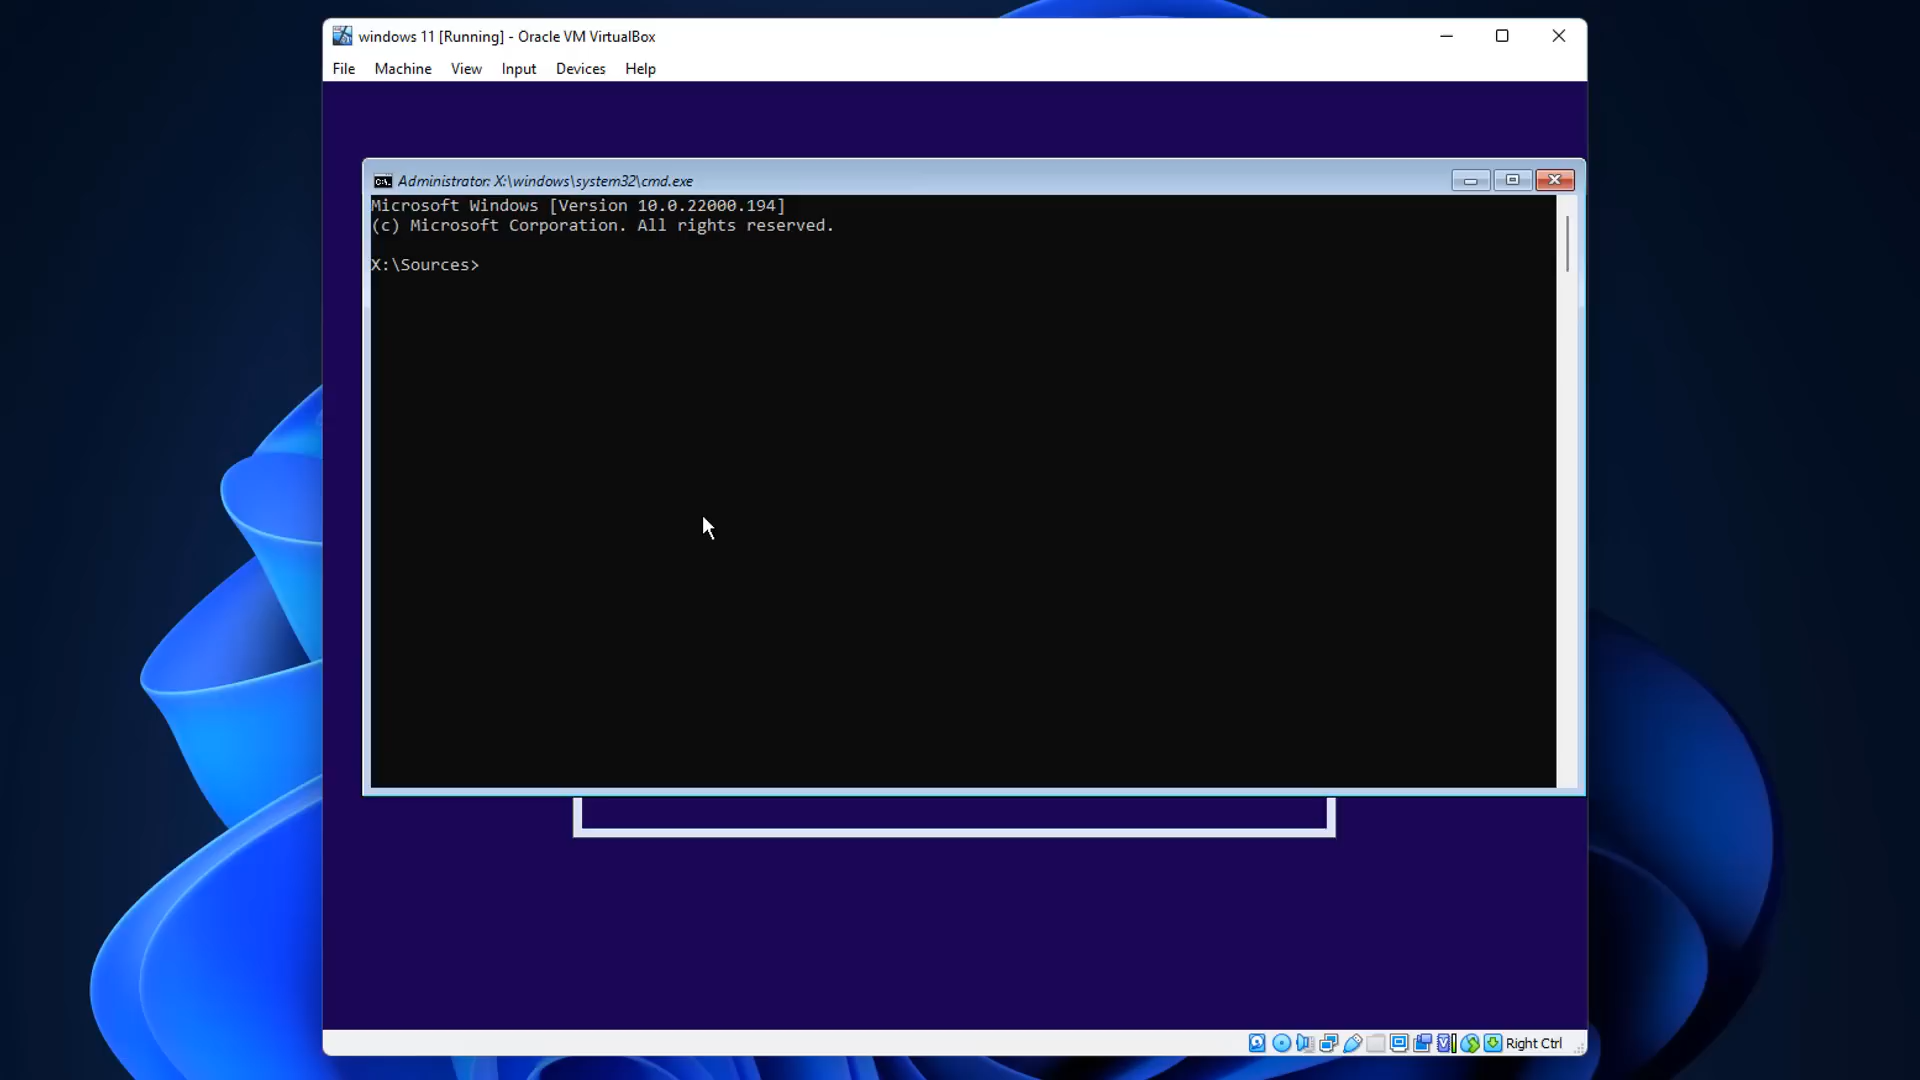 windows 11 [Running] - Oracle VM VirtualBox
File Machine View Input Devices Help
Administrator: X:\windows\system32\cmd.exe
Microsoft Windows [Version 10.0.22000.194]
(c) Microsoft Corporation. All rights reserved.
X:\Sources>
Right Ctrl